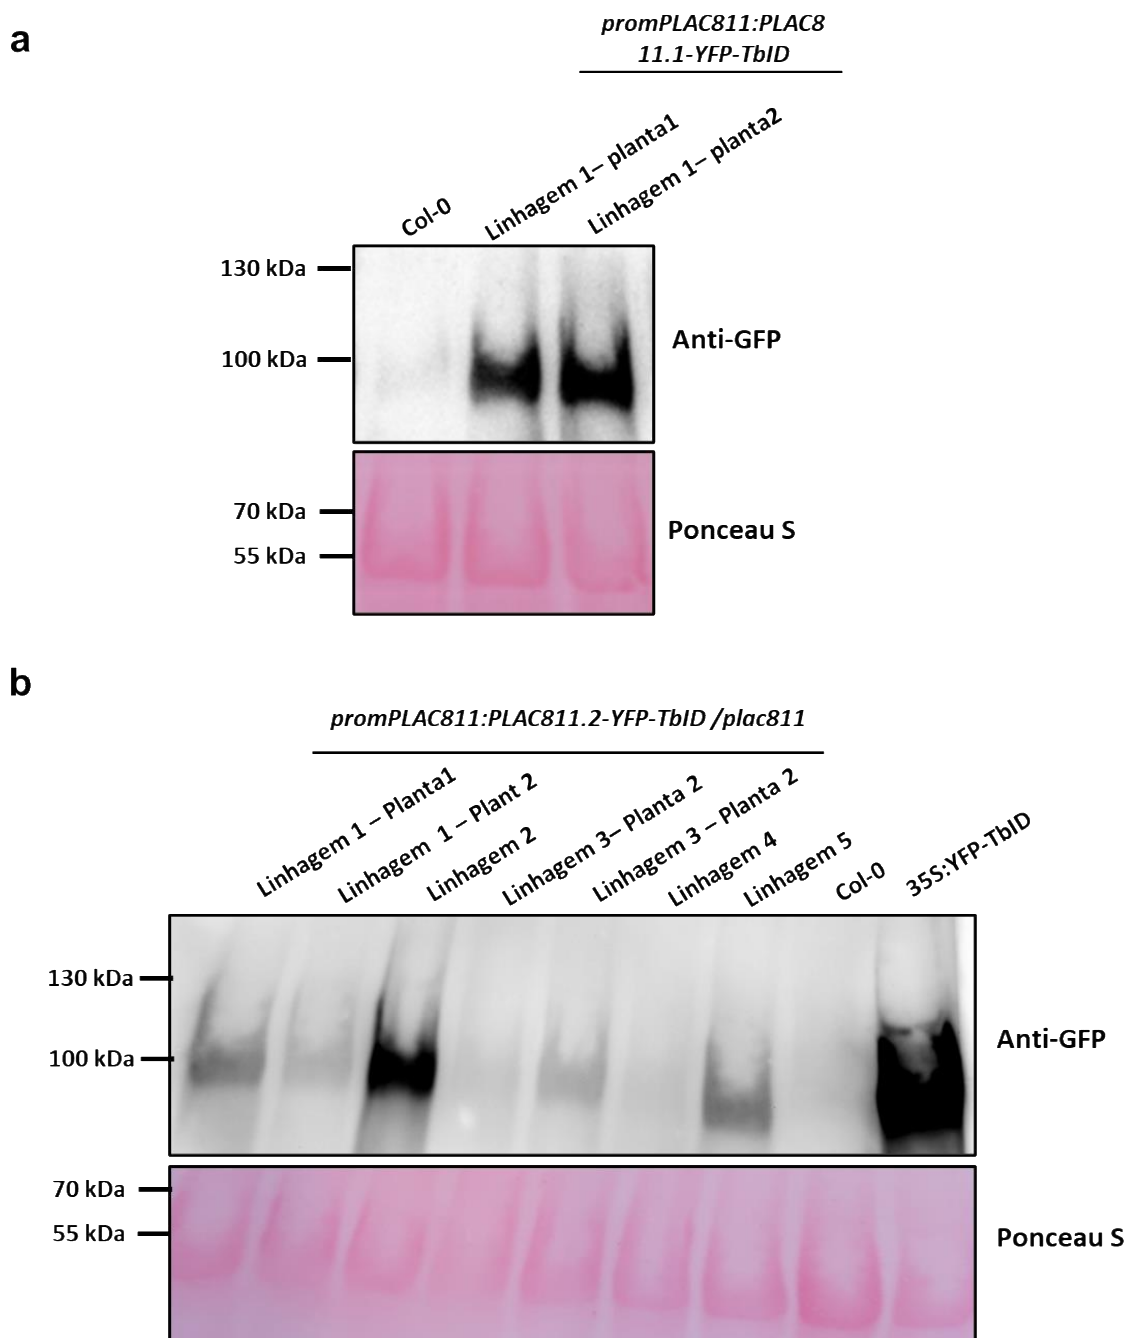 a
promPLAC811:PLAC8
11.1-YFP-TbID
Col-0
Linhagem 1– planta1
Linhagem 1– planta2
130 kDa
100 kDa
Anti-GFP
70 kDa
55 kDa
Ponceau S
b
promPLAC811:PLAC811.2-YFP-TbID /plac811
Linhagem 1 – Planta1
Linhagem 1 – Plant 2
Linhagem 2
Linhagem 3– Planta 2
Linhagem 3 – Planta 2
Linhagem 4
Linhagem 5
Col-0
35S:YFP-TbID
130 kDa
100 kDa
Anti-GFP
70 kDa
55 kDa
Ponceau S